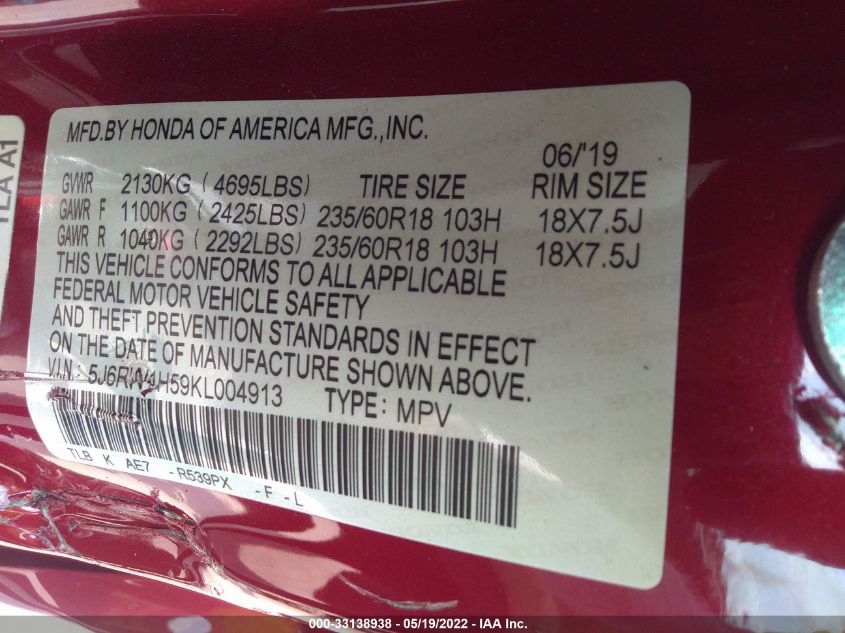 TLA A1
MFD.BY HONDA OF AMERICA MFG.,INC.
06/'19
GVWR 2130KG (4695LBS) TIRE SIZE RIM SIZE
GAWR F 1100KG (2425LBS) 235/60R18 103H 18X7.5J
GAWR R 1040KG (2292LBS) 235/60R18 103H 18X7.5J
THIS VEHICLE CONFORMS TO ALL APPLICABLE
FEDERAL MOTOR VEHICLE SAFETY
AND THEFT PREVENTION STANDARDS IN EFFECT
ON THE DATE OF MANUFACTURE SHOWN ABOVE.
V.I.N: 5J6RW4H59KL004913 TYPE: MPV
TLB K AE7 -R539PX -F -L
000-33138938 - 05/19/2022 - IAA Inc.